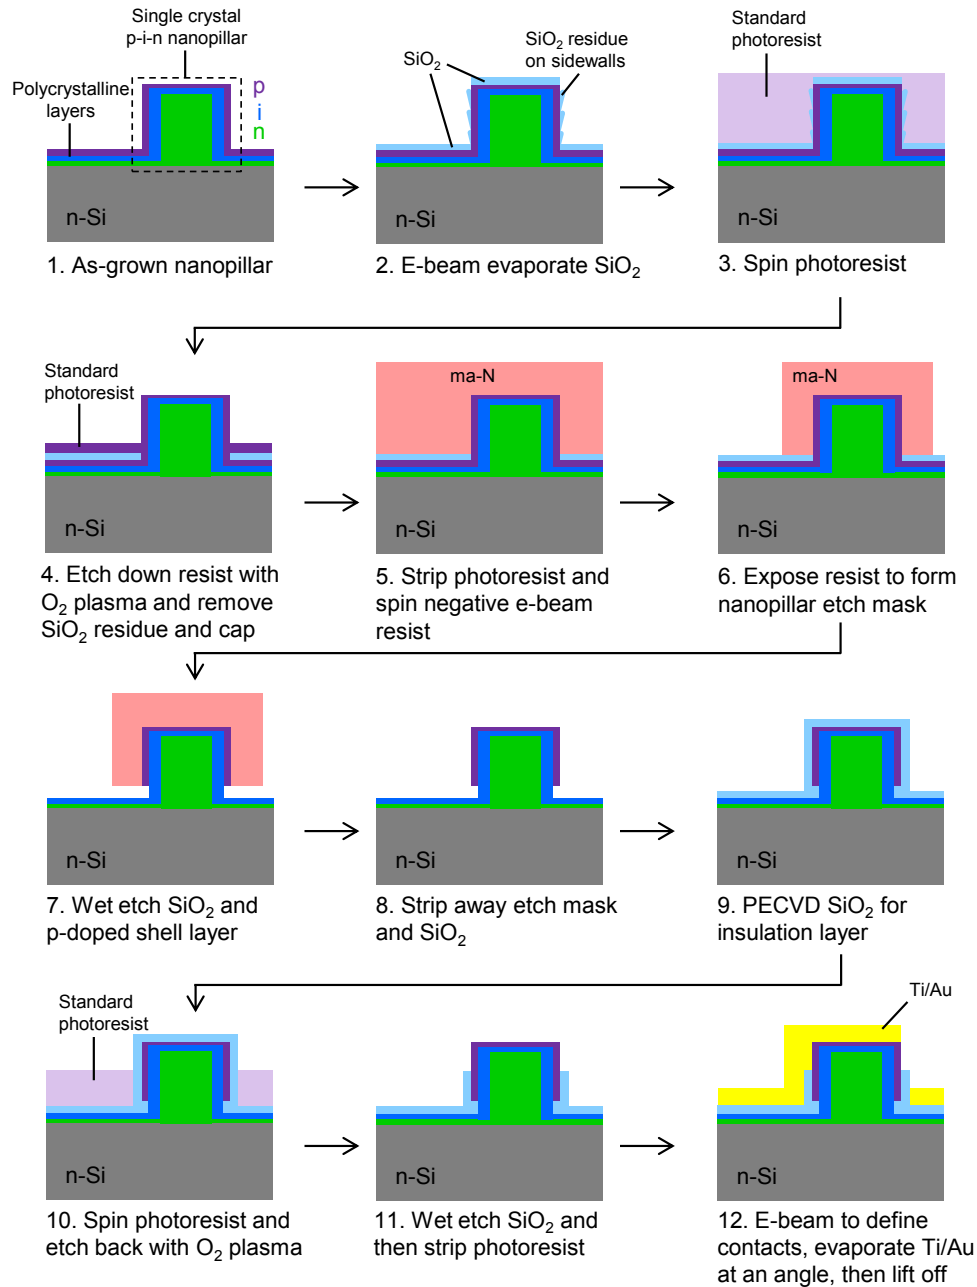 Single crystal
p-i-n nanopillar
Polycrystalline
layers
p
i
n
n-Si
1. As-grown nanopillar
SiO₂
SiO₂ residue
on sidewalls
n-Si
2. E-beam evaporate SiO₂
Standard
photoresist
n-Si
3. Spin photoresist
Standard
photoresist
n-Si
4. Etch down resist with
O₂ plasma and remove
SiO₂ residue and cap
ma-N
n-Si
5. Strip photoresist and
spin negative e-beam
resist
ma-N
n-Si
6. Expose resist to form
nanopillar etch mask
n-Si
7. Wet etch SiO₂ and
p-doped shell layer
n-Si
8. Strip away etch mask
and SiO₂
n-Si
9. PECVD SiO₂ for
insulation layer
Standard
photoresist
n-Si
10. Spin photoresist and
etch back with O₂ plasma
n-Si
11. Wet etch SiO₂ and
then strip photoresist
Ti/Au
n-Si
12. E-beam to define
contacts, evaporate Ti/Au
at an angle, then lift off